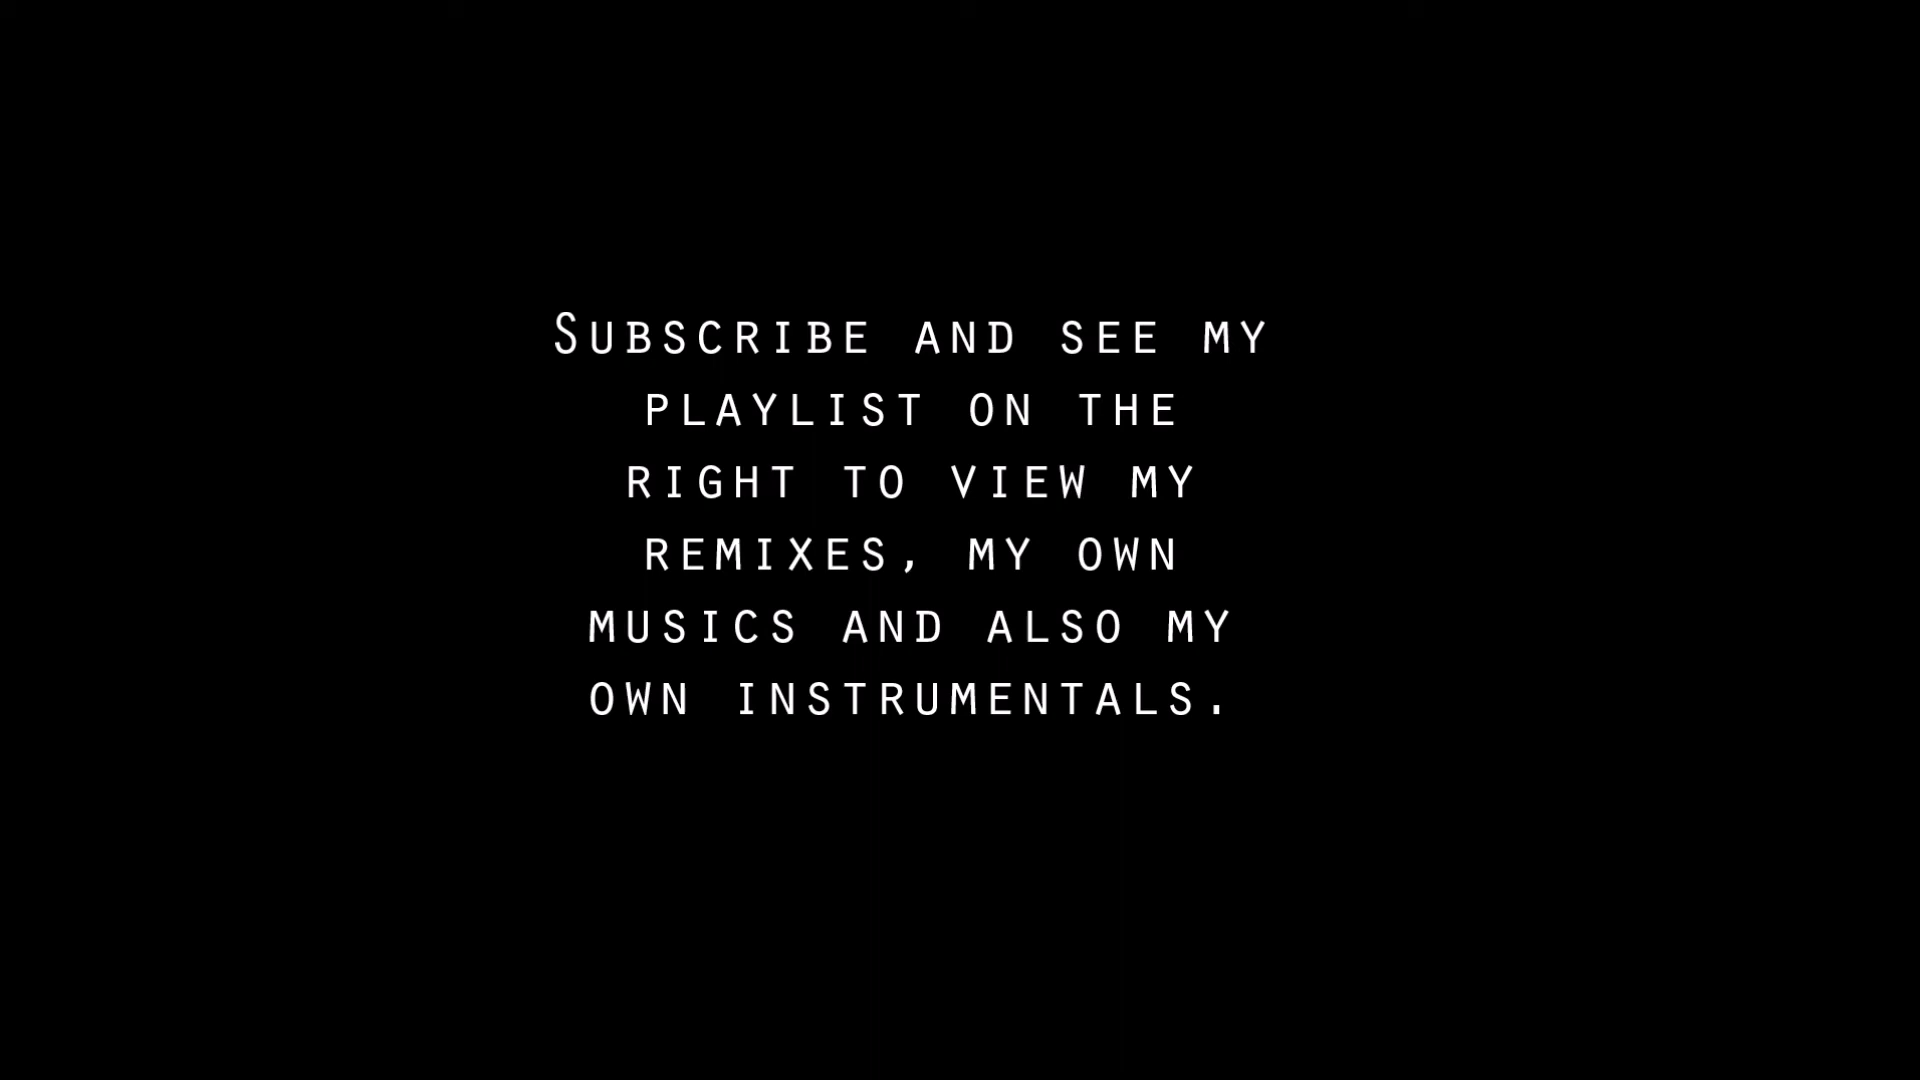 Subscribe and see my
playlist on the
right to view my
remixes, my own
musics and also my
own instrumentals.